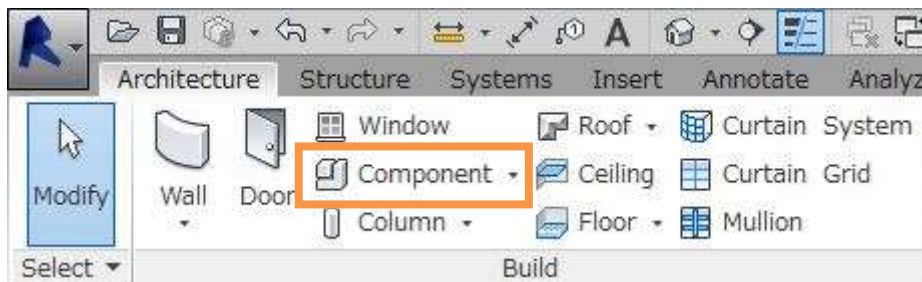 Architecture Structure Systems Insert Annotate Analyz
Modify
Wall
Door
Window
Component
Column
Roof
Ceiling
Floor
Curtain System
Curtain Grid
Mullion
Select
Build